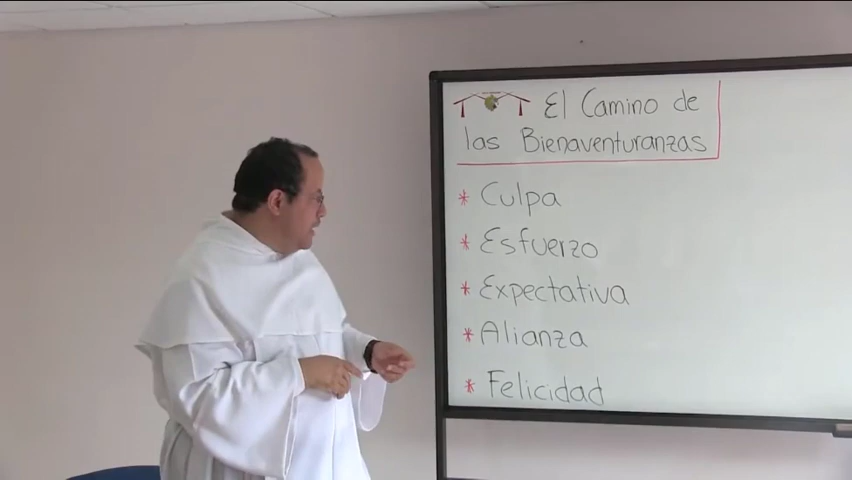 El Camino de
las Bienaventuranzas
* Culpa
* Esfuerzo
* Expectativa
* Alianza
* Felicidad